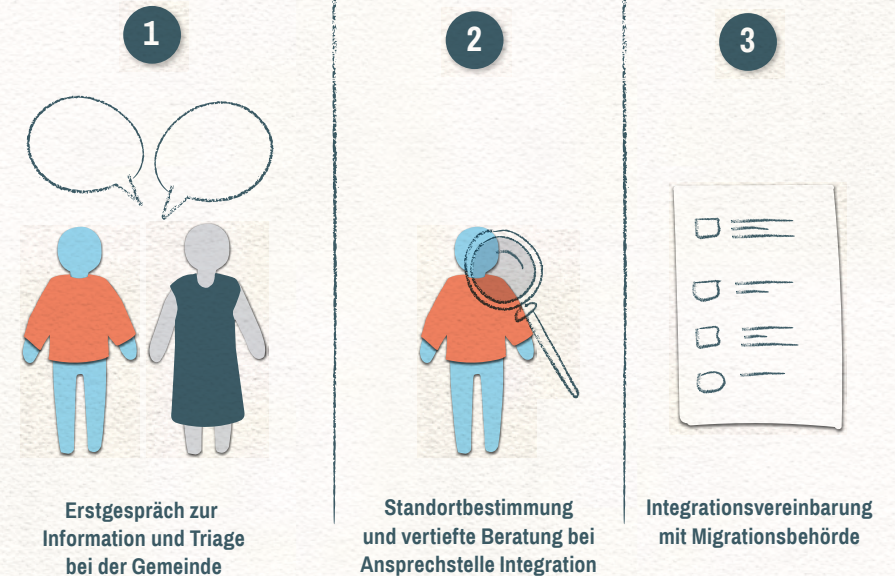 1
Erstgespräch zur
Information und Triage
bei der Gemeinde
2
Standortbestimmung
und vertiefte Beratung bei
Ansprechstelle Integration
3
Integrationsvereinbarung
mit Migrationsbehörde